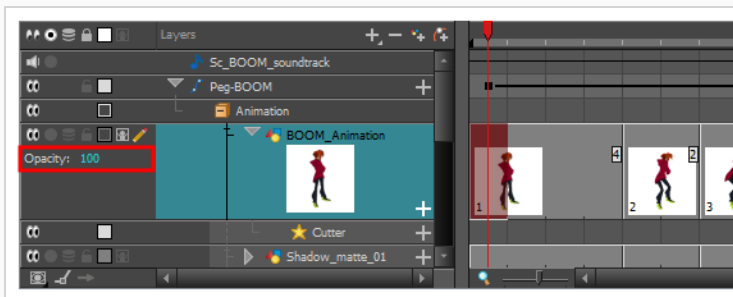 Layers
Sc_BOOM_soundtrack
Peg-BOOM
Animation
BOOM_Animation
Opacity: 100
4
2
1
2
3
Cutter
Shadow_matte_01